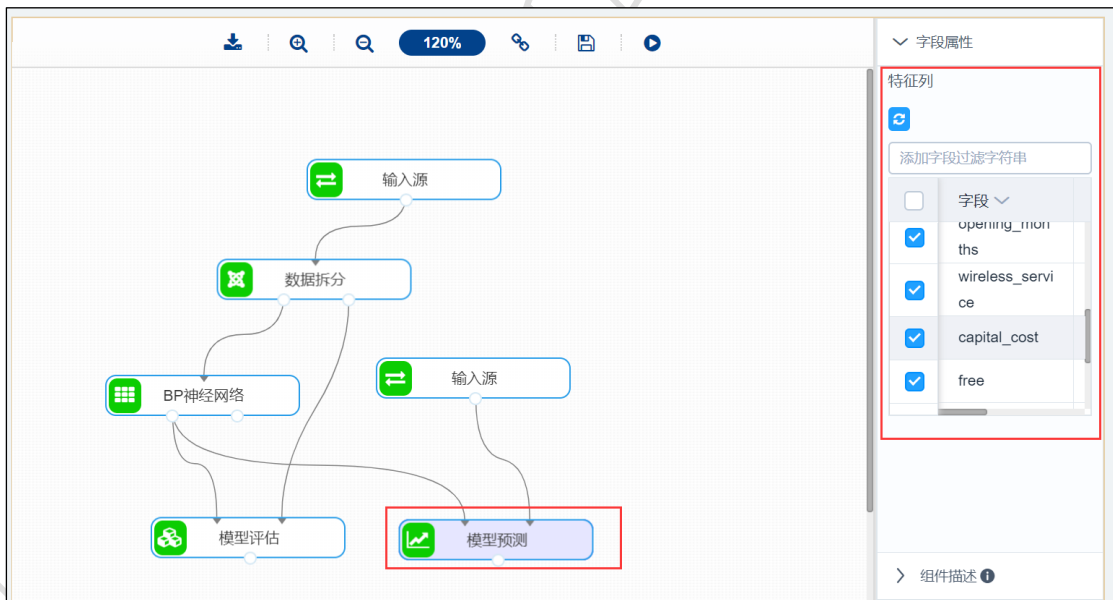 120%
字段属性
特征列
添加字段过滤字符串
字段
opening_mon
ths
wireless_servi
ce
capital_cost
free
输入源
数据拆分
BP神经网络
输入源
模型评估
模型预测
组件描述